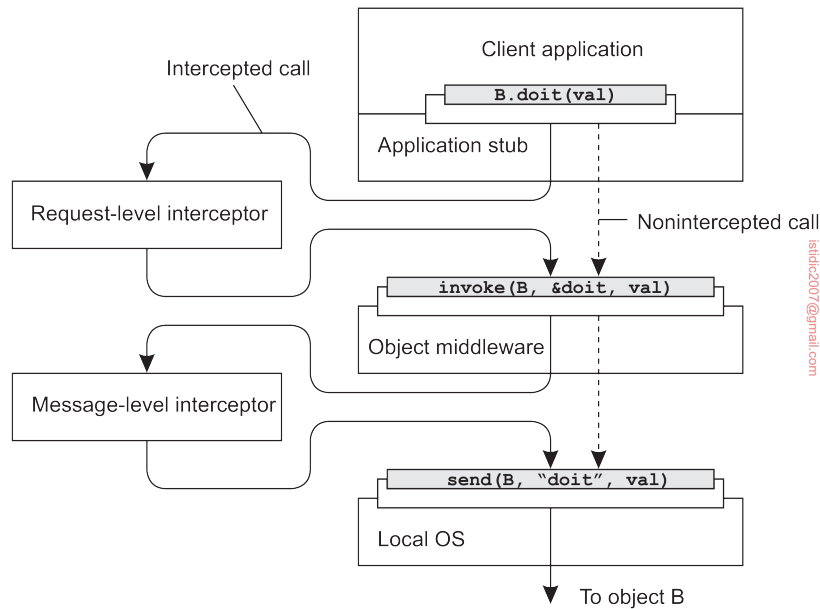 Client application
Intercepted call
B.doit(val)
Application stub
Request-level interceptor
Nonintercepted call
invoke(B, &doit, val)
Object middleware
Message-level interceptor
send(B, “doit”, val)
Local OS
To object B
istidic2007@gmail.com